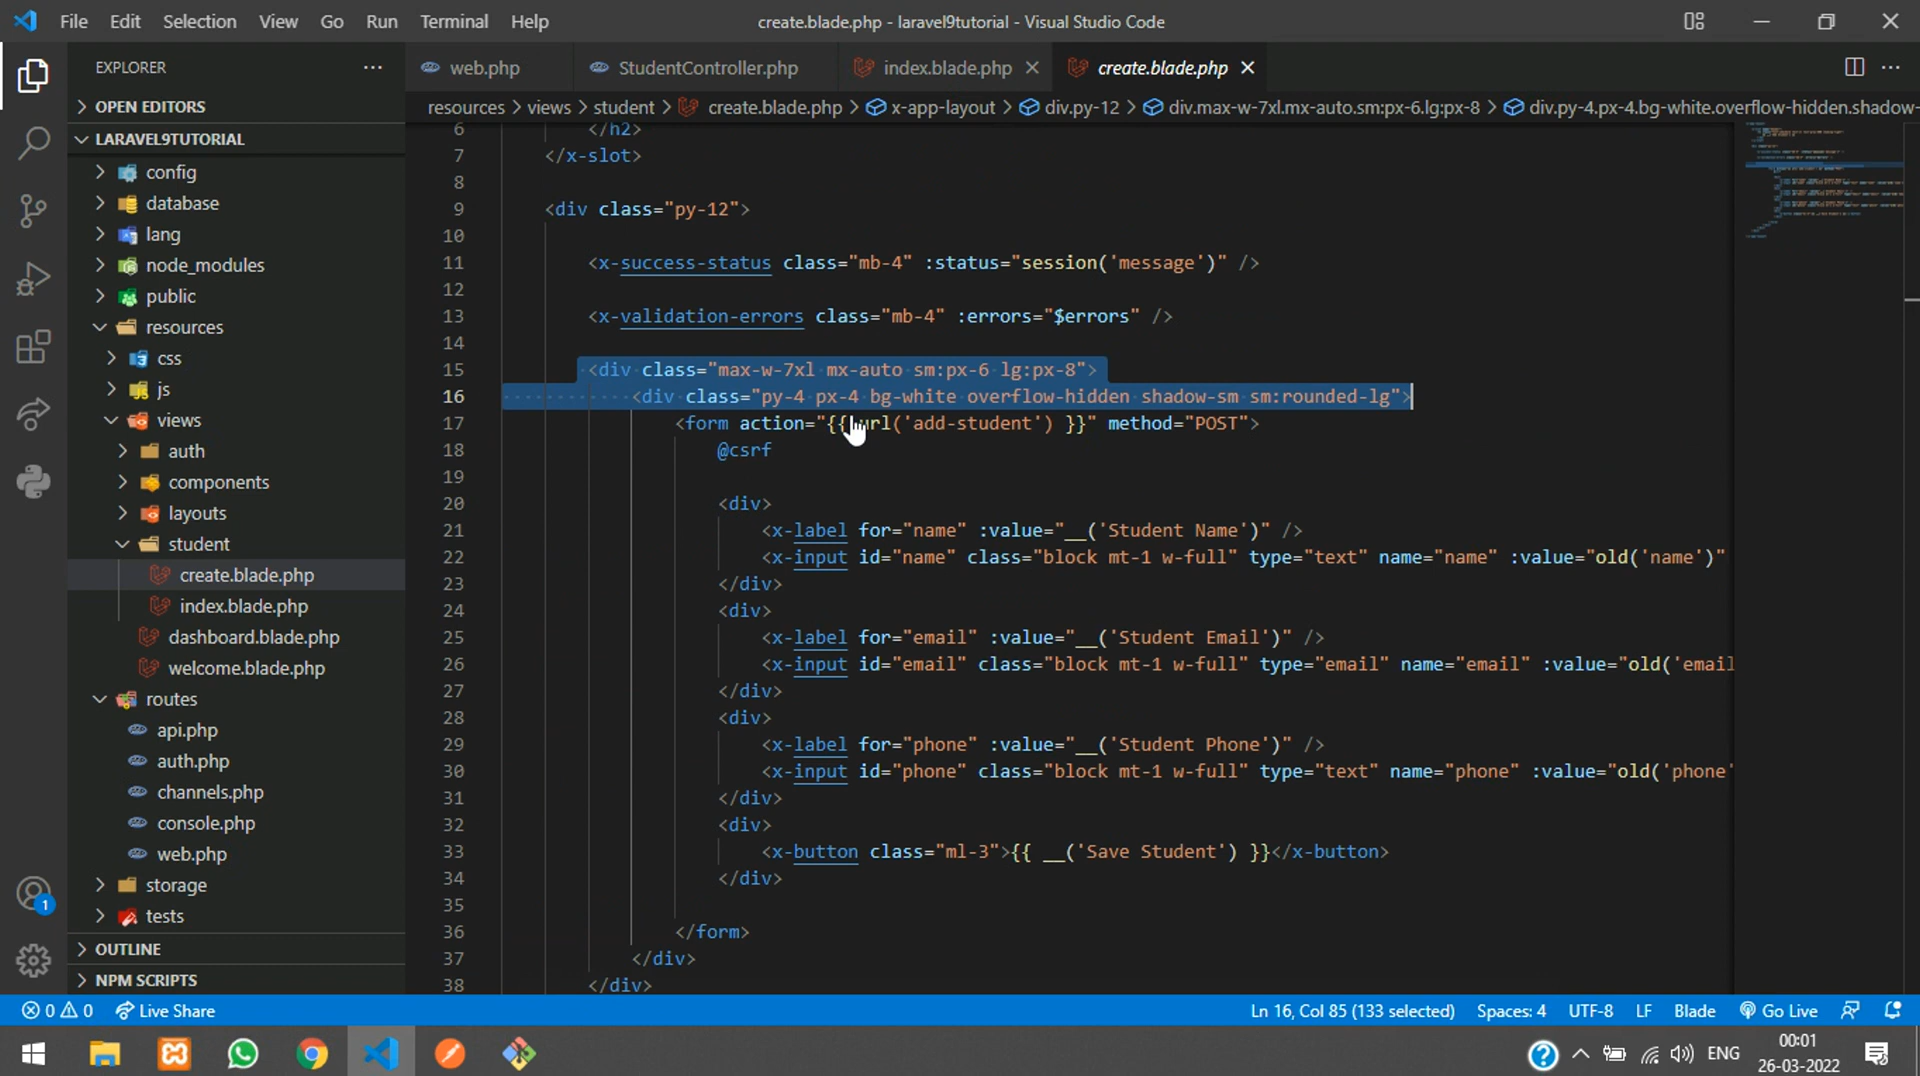 File Edit Selection View Go Run Terminal Help
create.blade.php - laravel9tutorial - Visual Studio Code
EXPLORER
web.php
StudentController.php
index.blade.php
create.blade.php
OPEN EDITORS
resources > views > student > create.blade.php > x-app-layout > div.py-12 > div.max-w-7xl.mx-auto.sm:px-6.lg:px-8 > div.py-4.px-4.bg-white.overflow-hidden.shadow-
LARAVEL9TUTORIAL
config
database
lang
node_modules
public
resources
css
js
views
auth
components
layouts
student
create.blade.php
index.blade.php
dashboard.blade.php
welcome.blade.php
routes
api.php
auth.php
channels.php
console.php
web.php
storage
tests
OUTLINE
NPM SCRIPTS
6 </h2>
7 </x-slot>
8
9 <div class="py-12">
10
11 <x-success-status class="mb-4" :status="session('message')" />
12
13 <x-validation-errors class="mb-4" :errors="$errors" />
14
15 <div class="max-w-7xl mx-auto sm:px-6 lg:px-8">
16 <div class="py-4 px-4 bg-white overflow-hidden shadow-sm sm:rounded-lg">
17 <form action="{{ url('add-student') }}" method="POST">
18 @csrf
19
20 <div>
21 <x-label for="name" :value="__('Student Name')" />
22 <x-input id="name" class="block mt-1 w-full" type="text" name="name" :value="old('name')"
23 </div>
24 <div>
25 <x-label for="email" :value="__('Student Email')" />
26 <x-input id="email" class="block mt-1 w-full" type="email" name="email" :value="old('email
27 </div>
28 <div>
29 <x-label for="phone" :value="__('Student Phone')" />
30 <x-input id="phone" class="block mt-1 w-full" type="text" name="phone" :value="old('phone'
31 </div>
32 <div>
33 <x-button class="ml-3">{{ __('Save Student') }}</x-button>
34 </div>
35
36 </form>
37 </div>
38 </div>
1
0 0 Live Share
Ln 16, Col 85 (133 selected) Spaces: 4 UTF-8 LF Blade Go Live
ENG
00:01
26-03-2022